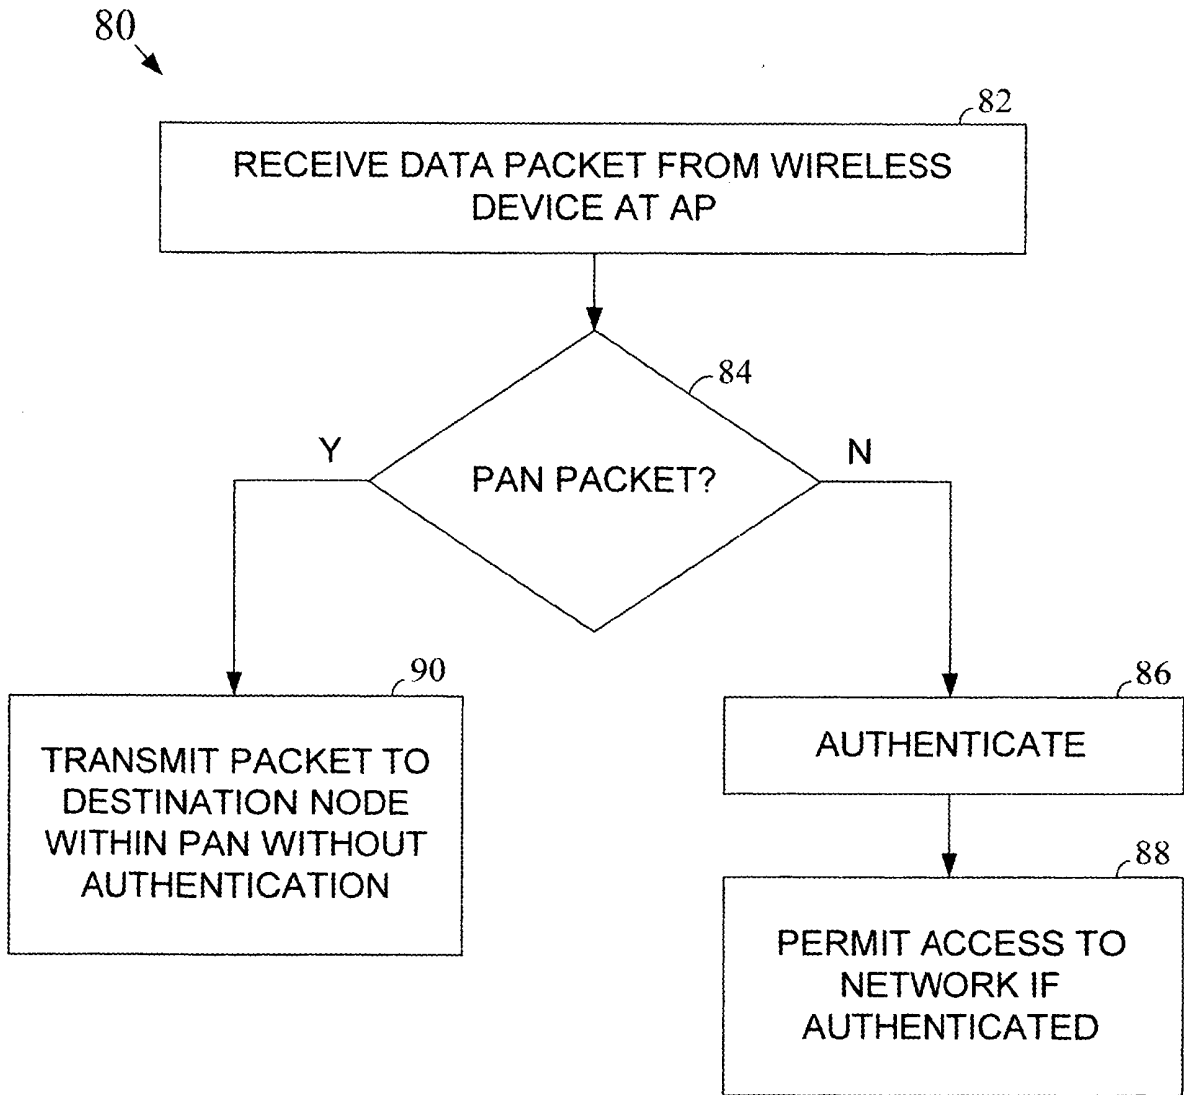 80
82
RECEIVE DATA PACKET FROM WIRELESS
DEVICE AT AP
84
Y
N
PAN PACKET?
90
86
TRANSMIT PACKET TO
DESTINATION NODE
WITHIN PAN WITHOUT
AUTHENTICATION
AUTHENTICATE
88
PERMIT ACCESS TO
NETWORK IF
AUTHENTICATED